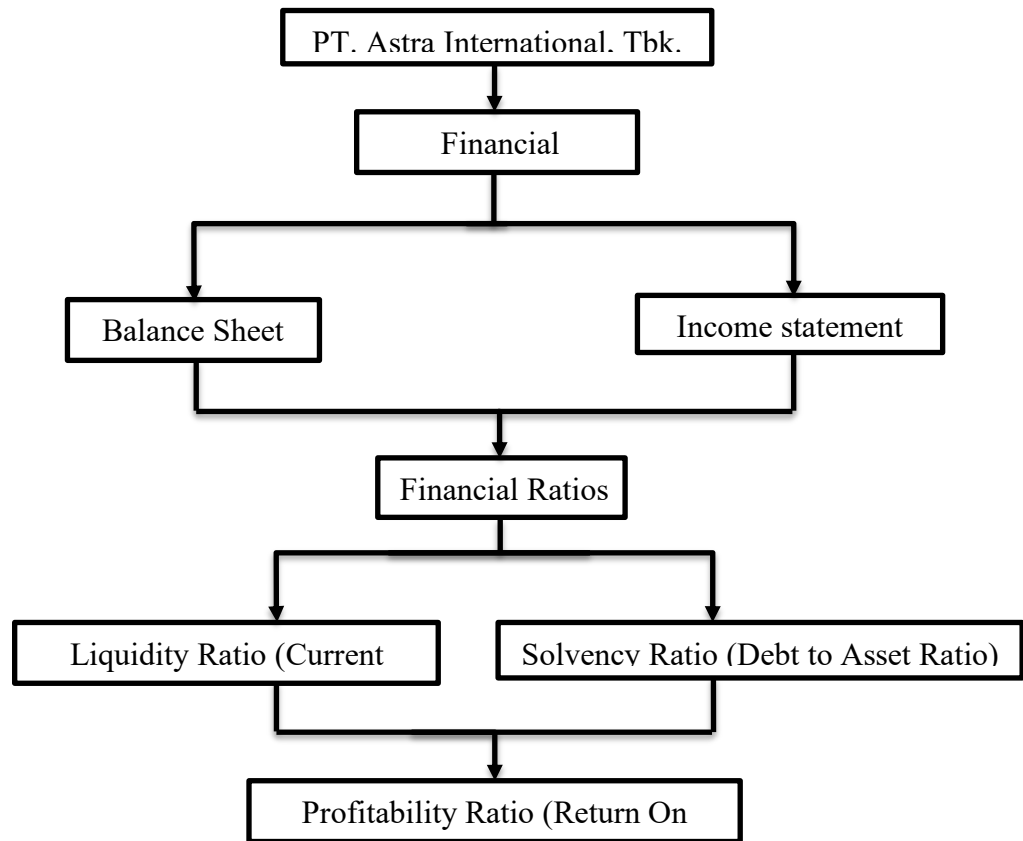 PT. Astra International. Tbk.
Financial
Balance Sheet
Income statement
Financial Ratios
Liquidity Ratio (Current
Solvency Ratio (Debt to Asset Ratio)
Profitability Ratio (Return On